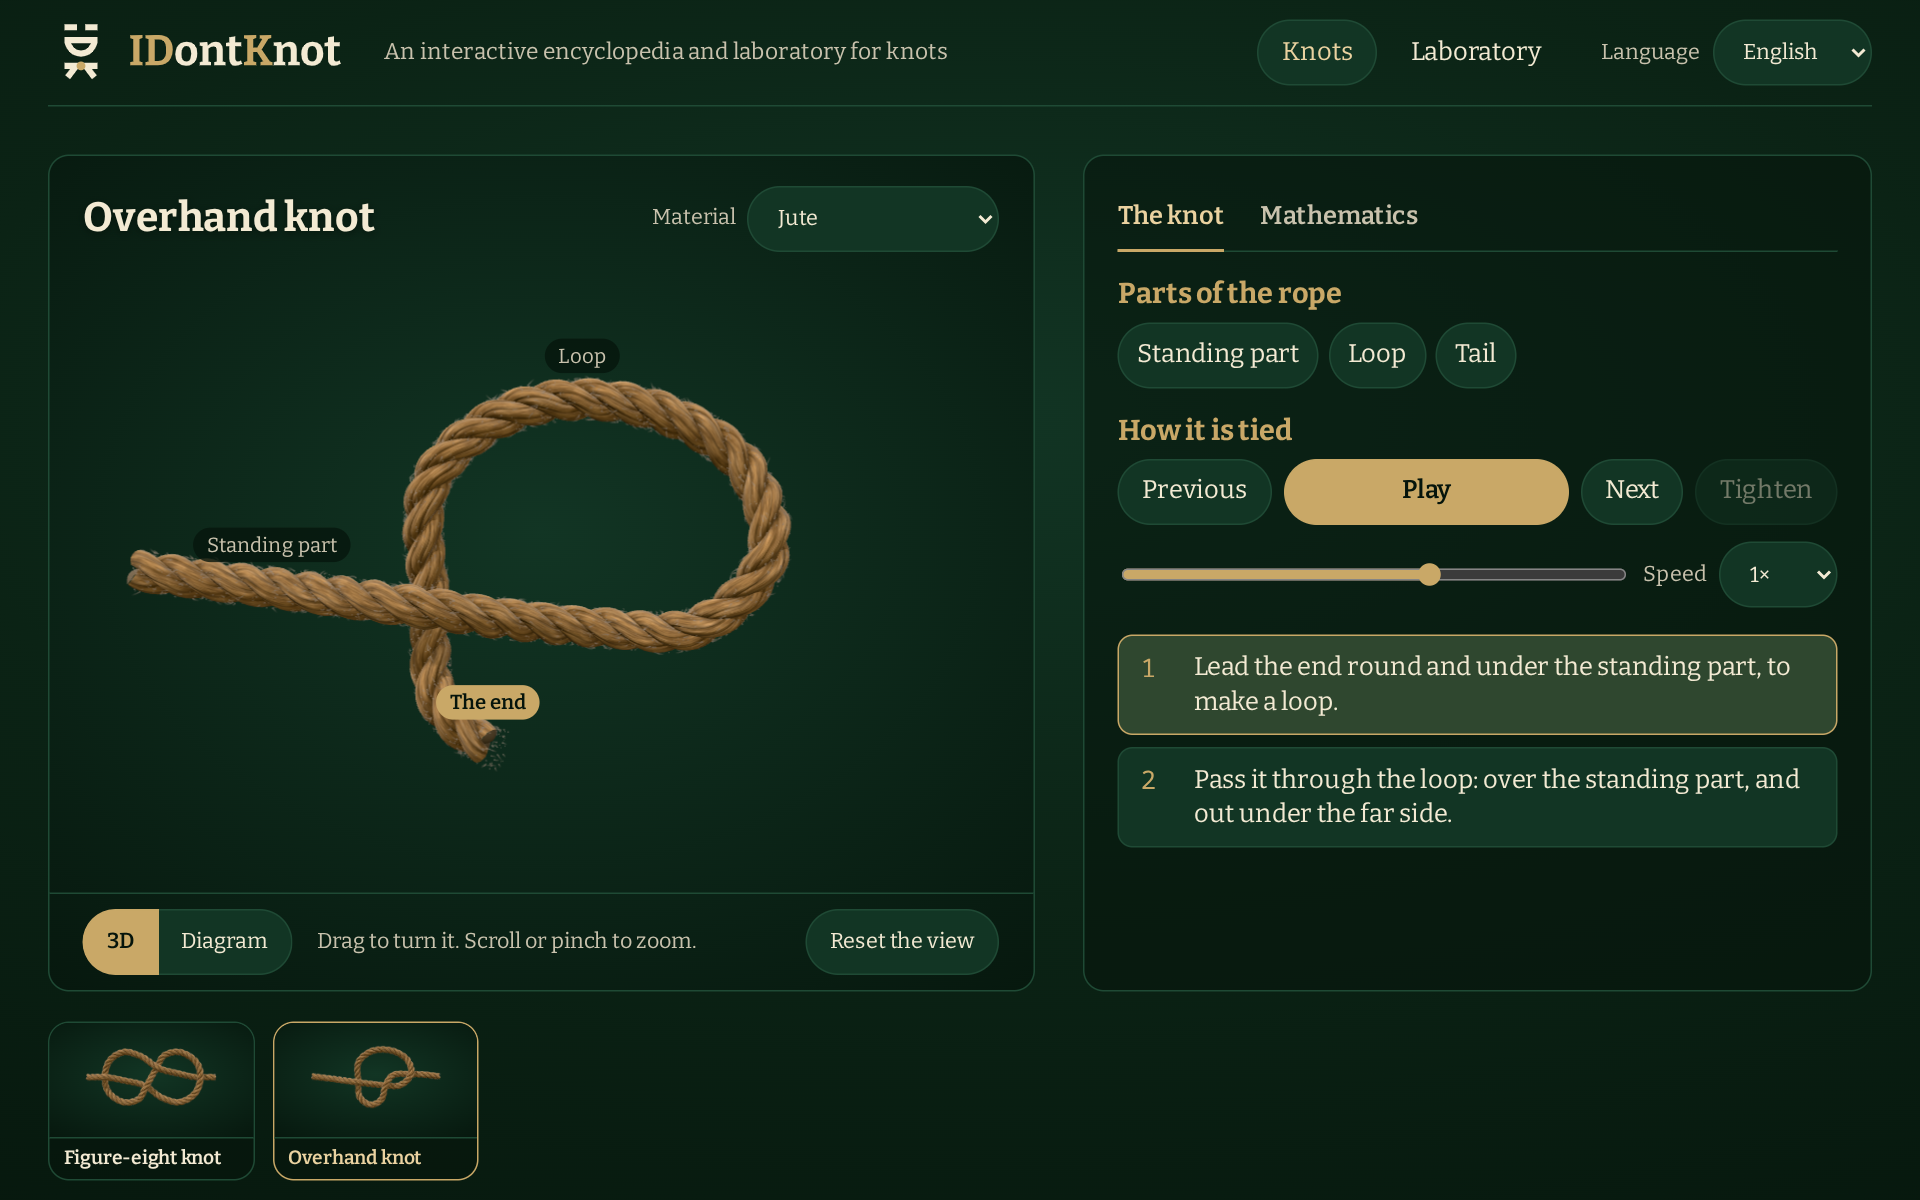 IDontKnot
An interactive encyclopedia and laboratory for knots
Knots
Laboratory
Language
English
Overhand knot
Material
Jute
Loop
Standing part
The end
3D
Diagram
Drag to turn it. Scroll or pinch to zoom.
Reset the view
The knot
Mathematics
Parts of the rope
Standing part
Loop
Tail
How it is tied
Previous
Play
Next
Tighten
Speed
1×
1
Lead the end round and under the standing part, to
make a loop.
2
Pass it through the loop: over the standing part, and
out under the far side.
Figure-eight knot
Overhand knot